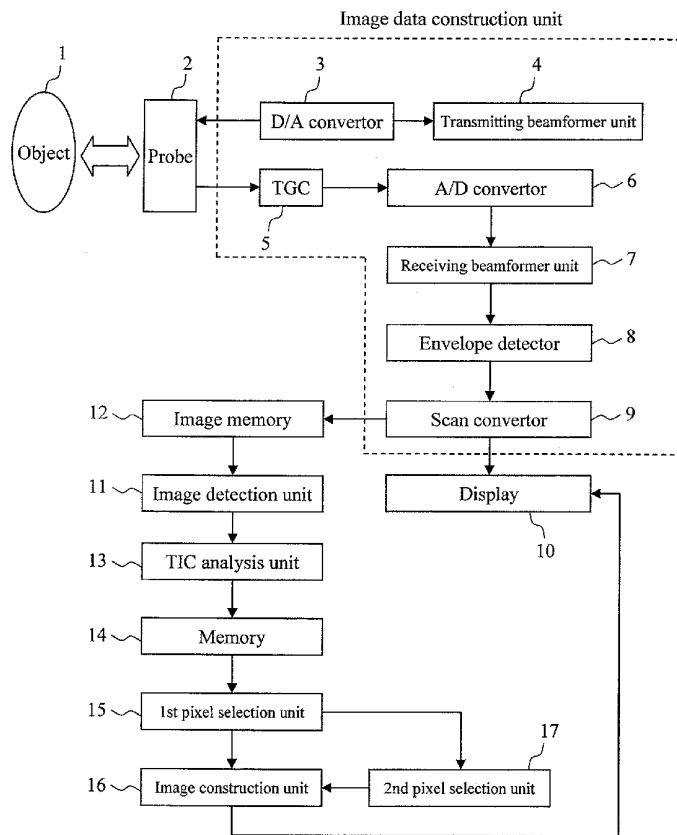 Image data construction unit
1
2
3
4
Object
Probe
D/A convertor
Transmitting beamformer unit
TGC
5
A/D convertor
6
Receiving beamformer unit
7
Envelope detector
8
12
Image memory
Scan convertor
9
11
Image detection unit
Display
10
13
TIC analysis unit
14
Memory
15
1st pixel selection unit
17
16
Image construction unit
2nd pixel selection unit